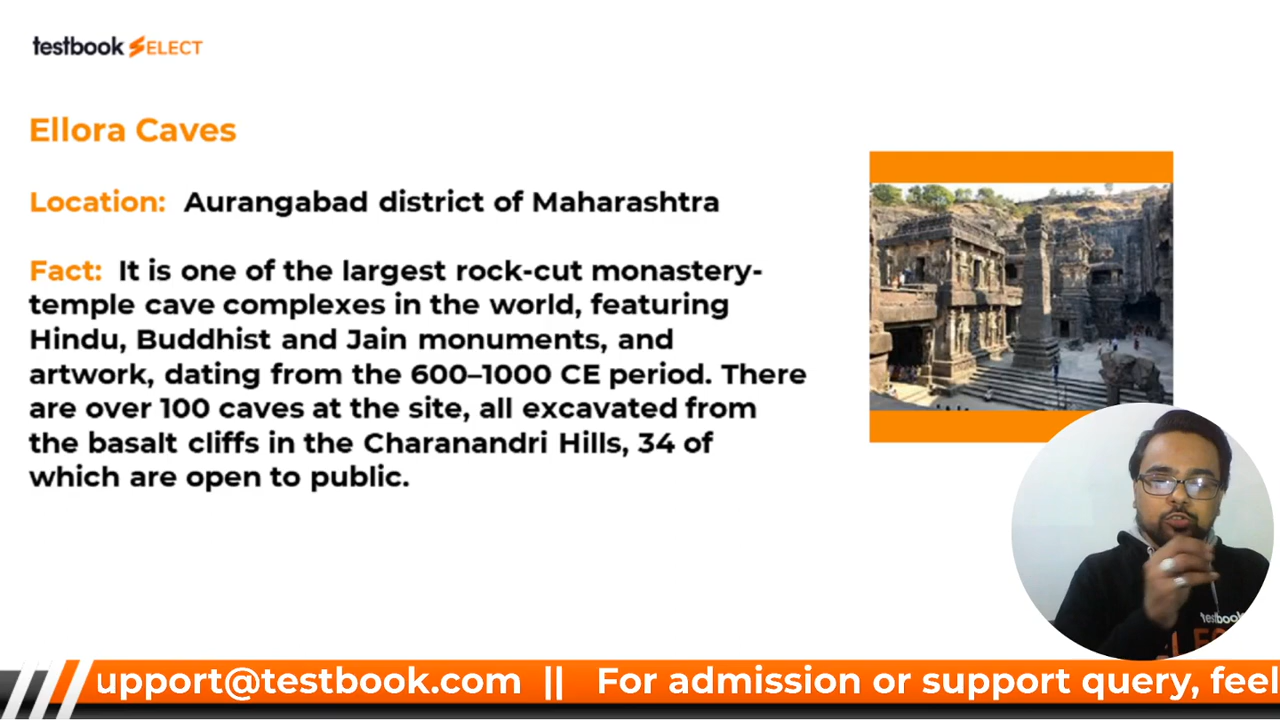 testbook SELECT
Ellora Caves
Location: Aurangabad district of Maharashtra
Fact: It is one of the largest rock-cut monastery-
temple cave complexes in the world, featuring
Hindu, Buddhist and Jain monuments, and
artwork, dating from the 600–1000 CE period. There
are over 100 caves at the site, all excavated from
the basalt cliffs in the Charanandri Hills, 34 of
which are open to public.
testbook
upport@testbook.com || For admission or support query, feel